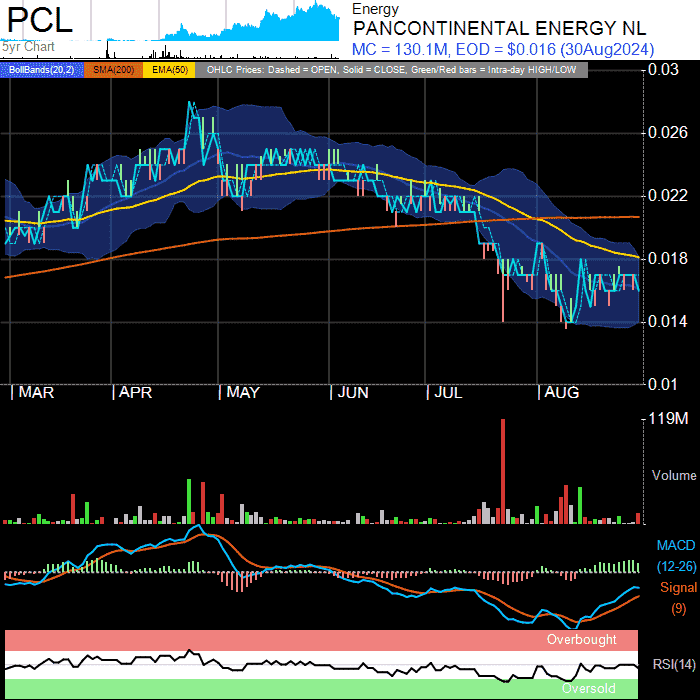 PCL
5yr Chart
Energy
PANCONTINENTAL ENERGY NL
MC = 130.1M, EOD = $0.016 (30Aug2024)
BollBands(20,2) SMA(200) EMA(50) OHLC Prices: Dashed = OPEN, Solid = CLOSE, Green/Red bars = Intra-day HIGH/LOW
0.03
0.026
0.022
0.018
0.014
0.01
MAR APR MAY JUN JUL AUG
119M
Volume
MACD
(12-26)
Signal
(9)
Overbought
RSI(14)
Oversold